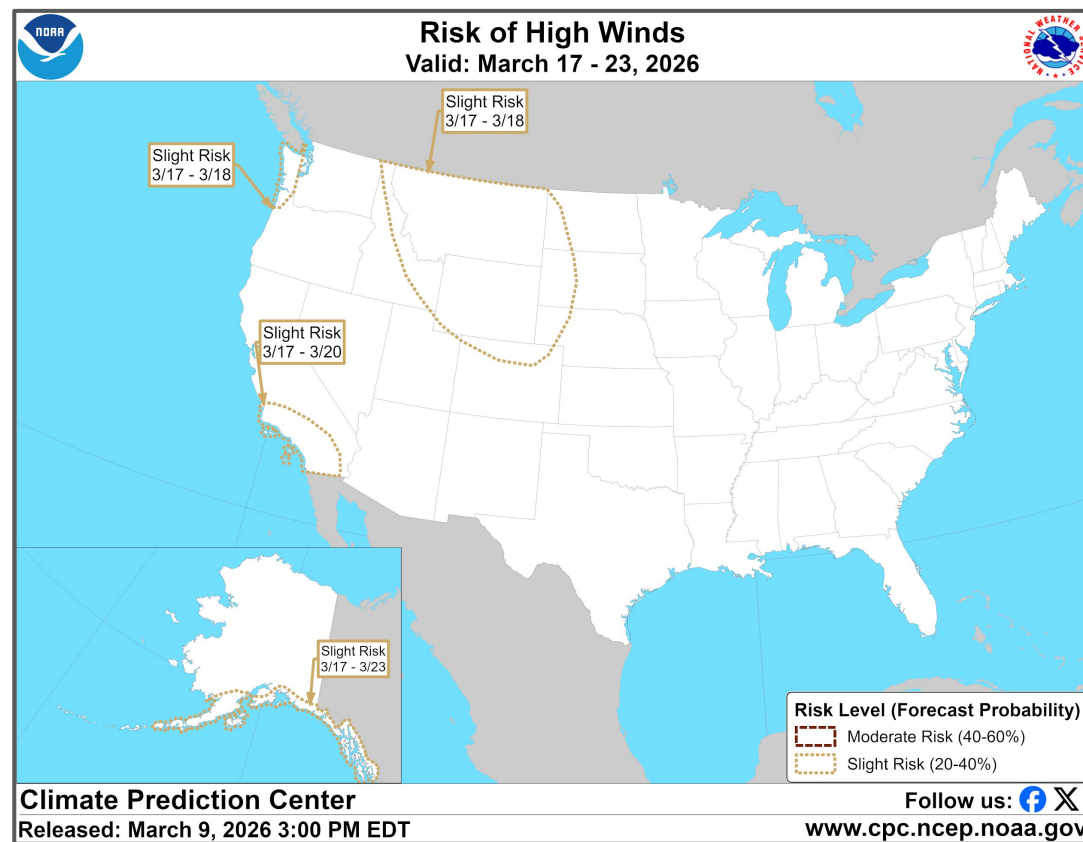 NOAA
Risk of High Winds
Valid: March 17 - 23, 2026
NATIONAL WEATHER SERVICE
Slight Risk
3/17 - 3/18
Slight Risk
3/17 - 3/18
Slight Risk
3/17 - 3/20
Slight Risk
3/17 - 3/23
Risk Level (Forecast Probability)
Moderate Risk (40-60%)
Slight Risk (20-40%)
Climate Prediction Center
Follow us:
Released: March 9, 2026 3:00 PM EDT
www.cpc.ncep.noaa.gov